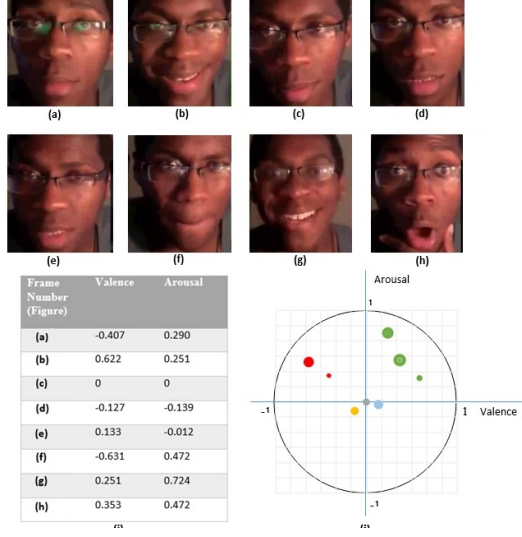 (a) (b) (c) (d)
(e) (f) (g) (h)
Frame Number (Figure) Valence Arousal
(a) -0.407 0.290
(b) 0.622 0.251
(c) 0 0
(d) -0.127 -0.139
(e) 0.133 -0.012
(f) -0.631 0.472
(g) 0.251 0.724
(h) 0.353 0.472
Arousal
1
-1 1 Valence
-1